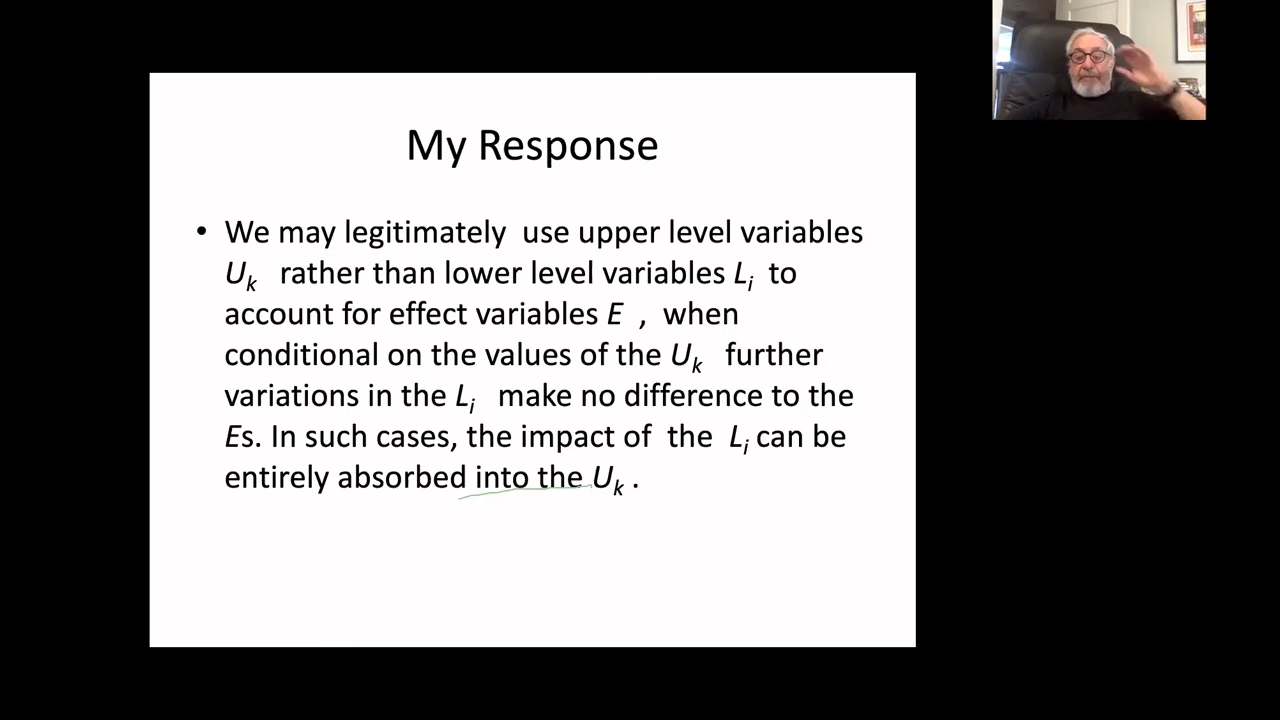 My Response
• We may legitimately use upper level variables
Uk rather than lower level variables Li to
account for effect variables E , when
conditional on the values of the Uk further
variations in the Li make no difference to the
Es. In such cases, the impact of the Li can be
entirely absorbed into the Uk .